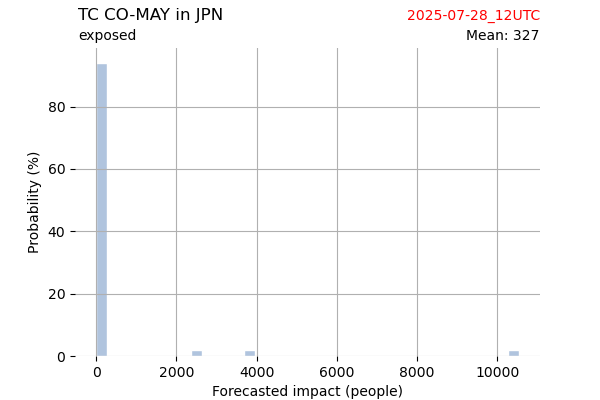 TC CO-MAY in JPN
2025-07-28_12UTC
exposed
Mean: 327
Probability (%)
80
60
40
20
0
0 2000 4000 6000 8000 10000
Forecasted impact (people)